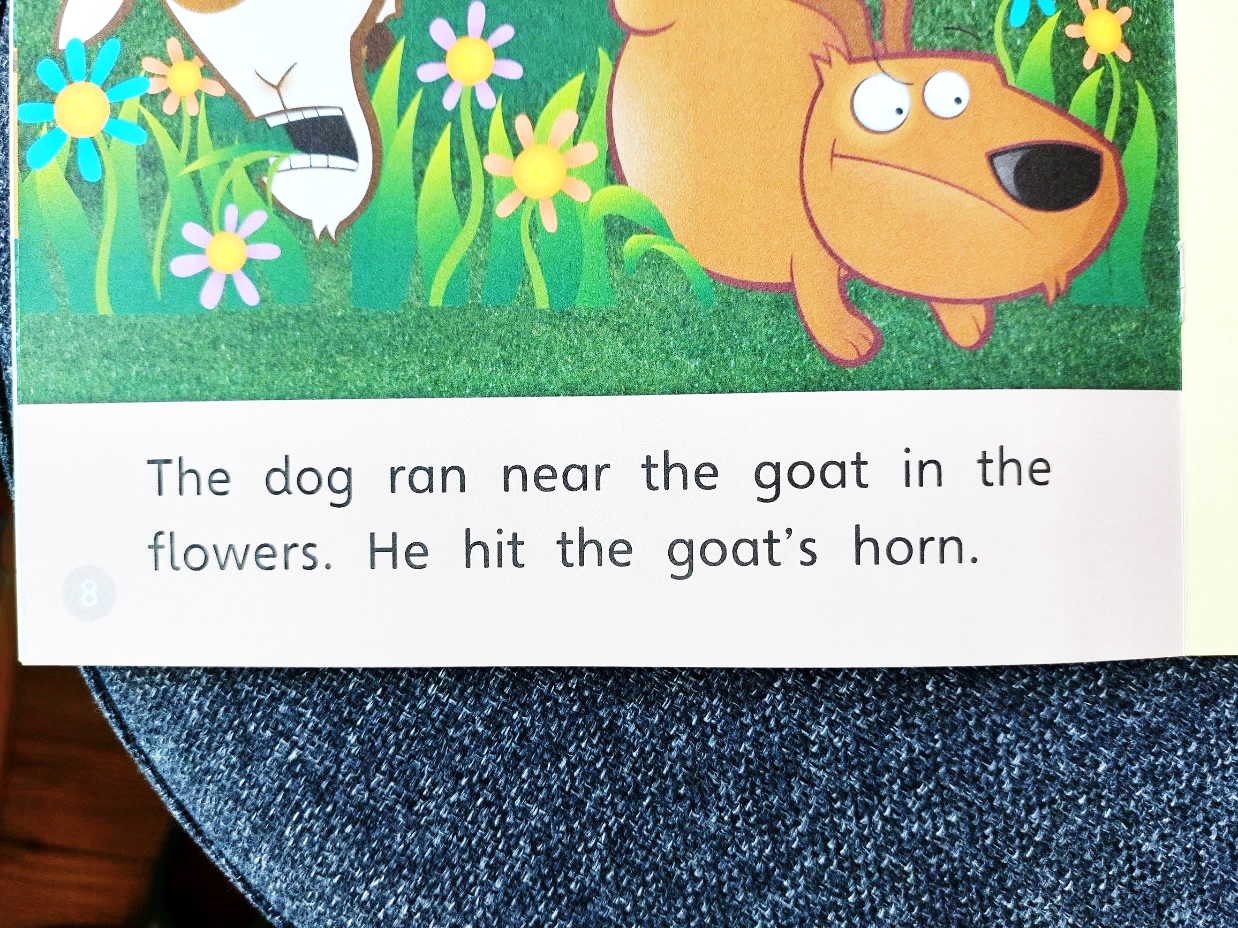 The dog ran near the goat in the
flowers. He hit the goat's horn.
8